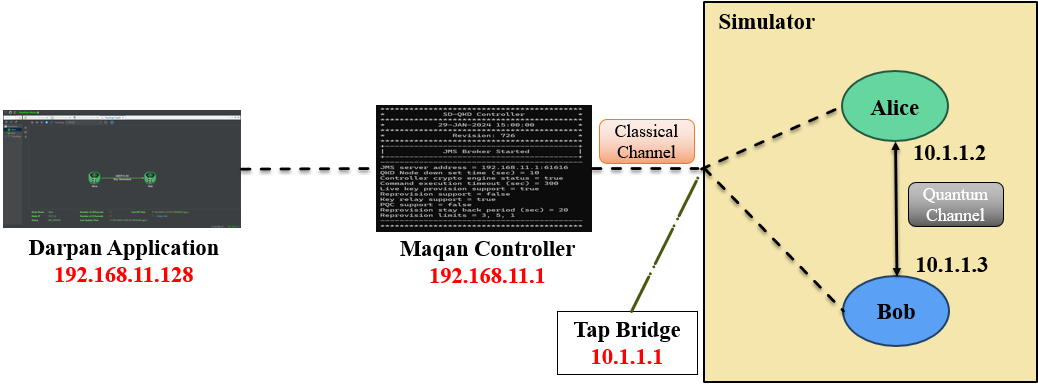 Simulator
Alice
10.1.1.2
Quantum
Channel
10.1.1.3
Bob
Classical
Channel
SD-QKD Controller
29-JAN-2024 15:00:00
Revision: 726
JMS Broker Started
JMS server address = 192.168.11.1:61616
QKD Node down set time (sec) = 10
Controller crypto engine status = true
Command execution timeout (sec) = 300
Live key provision support = true
Reprovision support = false
Key relay support = true
PQC support = false
Reprovision stay back period (sec) = 20
Reprovision limits = 3, 5, 1
Darpan Application
192.168.11.128
Maqan Controller
192.168.11.1
Tap Bridge
10.1.1.1